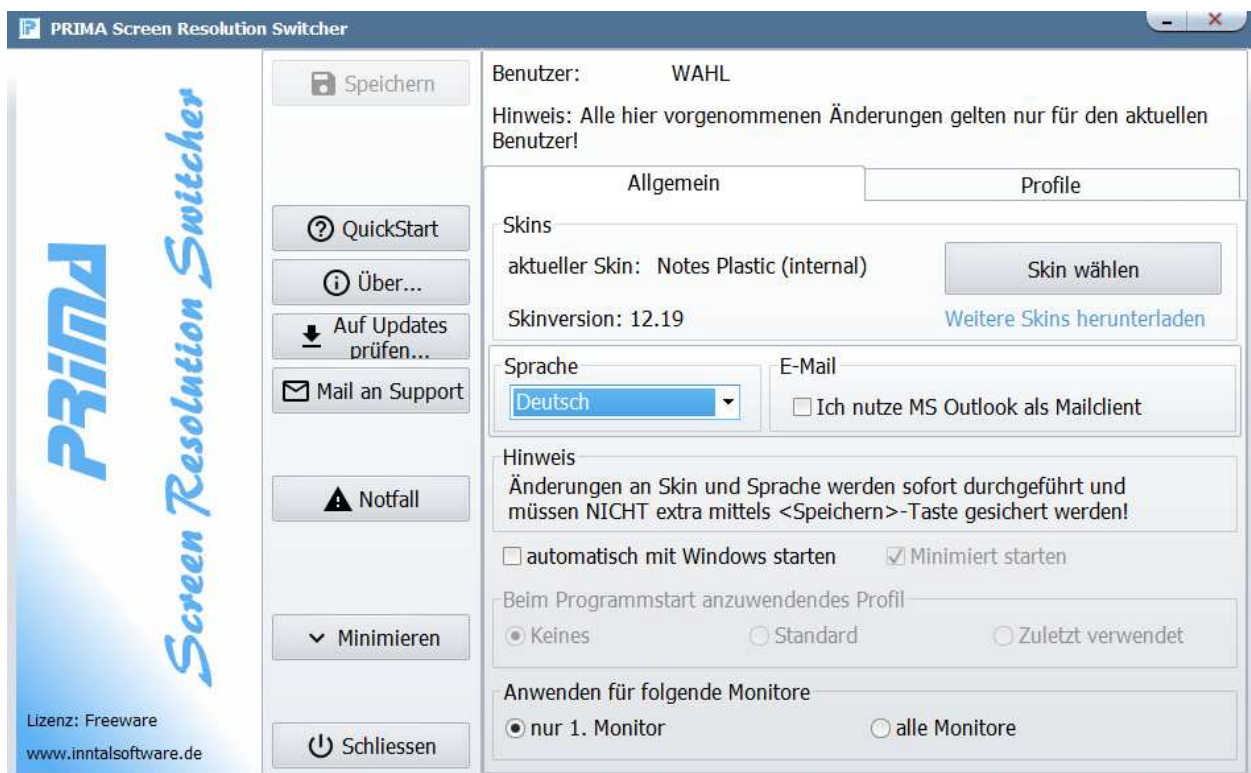 PRIMA Screen Resolution Switcher
PRIMA
Screen Resolution Switcher
Lizenz: Freeware
www.inntalsoftware.de
Speichern
QuickStart
Über...
Auf Updates
prüfen...
Mail an Support
Notfall
Minimieren
Schliessen
Benutzer: WAHL
Hinweis: Alle hier vorgenommenen Änderungen gelten nur für den aktuellen
Benutzer!
Allgemein Profile
Skins
aktueller Skin: Notes Plastic (internal) Skin wählen
Skinversion: 12.19 Weitere Skins herunterladen
Sprache E-Mail
Deutsch Ich nutze MS Outlook als Mailclient
Hinweis
Änderungen an Skin und Sprache werden sofort durchgeführt und
müssen NICHT extra mittels <Speichern>-Taste gesichert werden!
automatisch mit Windows starten Minimiert starten
Beim Programmstart anzuwendendes Profil
Keines Standard Zuletzt verwendet
Anwenden für folgende Monitore
nur 1. Monitor alle Monitore